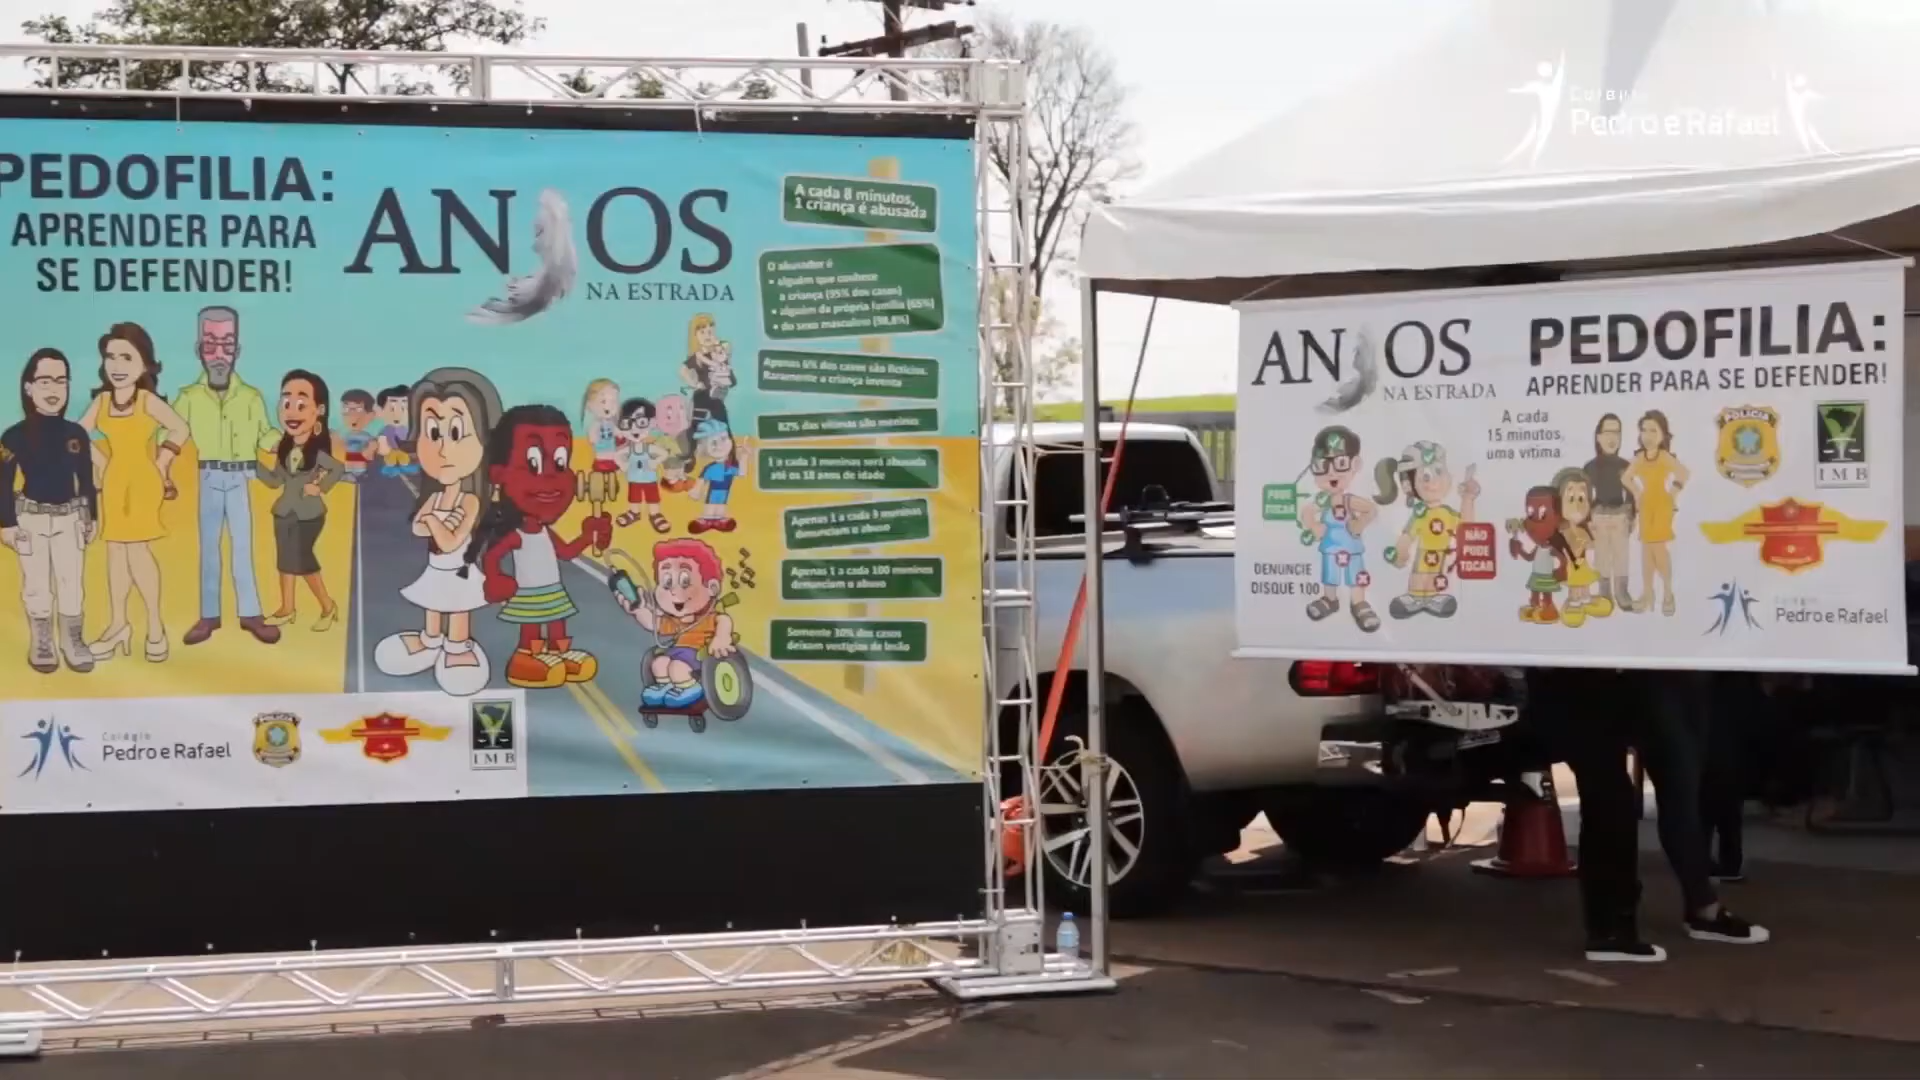 PEDOFILIA:
APRENDER PARA
SE DEFENDER!
ANJOS
NA ESTRADA
A cada 8 minutos,
1 criança é abusada
O abusador é
• alguém que conhece
a criança (95% dos casos)
• alguém da própria família (65%)
• do sexo masculino (98,8%)
Apenas 6% dos casos são fictícios.
Raramente a criança inventa
82% das vítimas são meninas
1 a cada 3 meninas será abusada
até os 18 anos de idade
Apenas 1 a cada 9 meninas
denunciam o abuso
Apenas 1 a cada 100 meninos
denunciam o abuso
Somente 30% dos casos
deixam vestígios de lesão
Colégio
Pedro e Rafael
POLÍCIA
IMB
Colégio
Pedro e Rafael
ANJOS
NA ESTRADA
PEDOFILIA:
APRENDER PARA SE DEFENDER!
A cada
15 minutos,
uma vítima
PODE
TOCAR
NÃO
PODE
TOCAR
DENUNCIE
DISQUE 100
POLÍCIA
IMB
Colégio
Pedro e Rafael